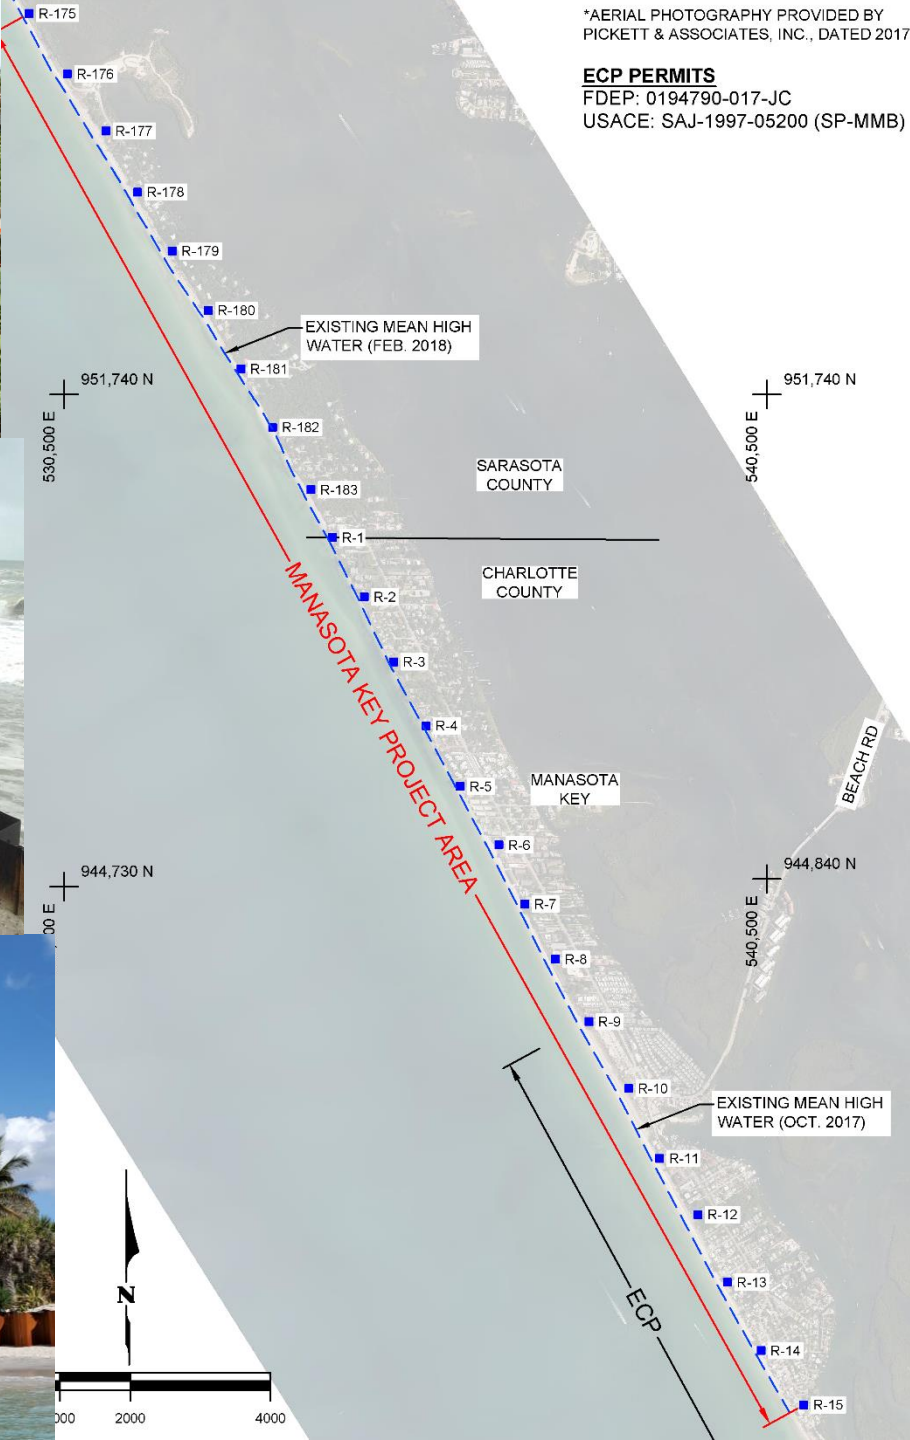 *AERIAL PHOTOGRAPHY PROVIDED BY
PICKETT & ASSOCIATES, INC., DATED 2017
ECP PERMITS
FDEP: 0194790-017-JC
USACE: SAJ-1997-05200 (SP-MMB)
R-175
R-176
R-177
R-178
R-179
R-180
EXISTING MEAN HIGH
WATER (FEB. 2018)
R-181
951,740 N
530,500 E
951,740 N
540,500 E
R-182
SARASOTA
COUNTY
R-183
R-1
CHARLOTTE
COUNTY
R-2
MANASOTA KEY PROJECT AREA
R-3
R-4
R-5
MANASOTA
KEY
BEACH RD
R-6
944,730 N
944,840 N
540,500 E
R-7
R-8
R-9
R-10
EXISTING MEAN HIGH
WATER (OCT. 2017)
R-11
R-12
R-13
ECP
N
R-14
R-15
2000
4000